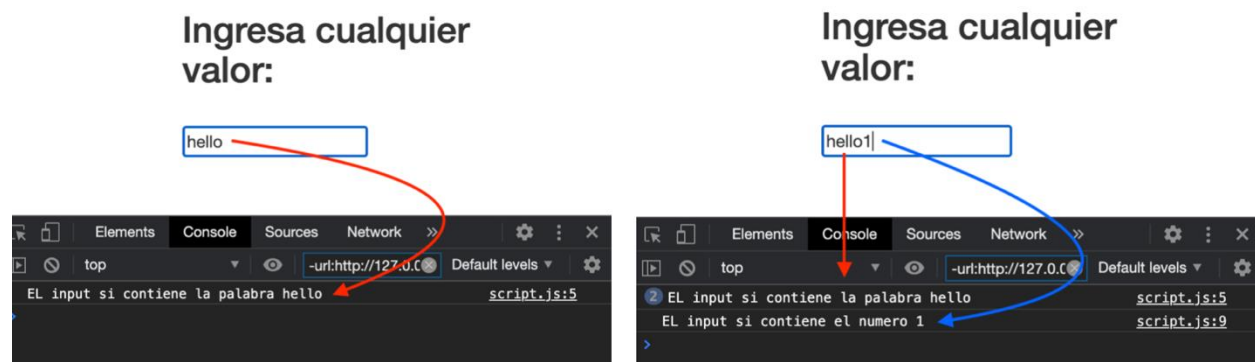 Ingresa cualquier
valor:
hello
Elements Console Sources Network »
top -url:http://127.0.0 Default levels
EL input si contiene la palabra hello script.js:5
Ingresa cualquier
valor:
hello1
Elements Console Sources Network »
top -url:http://127.0.0 Default levels
2 EL input si contiene la palabra hello script.js:5
EL input si contiene el numero 1 script.js:9